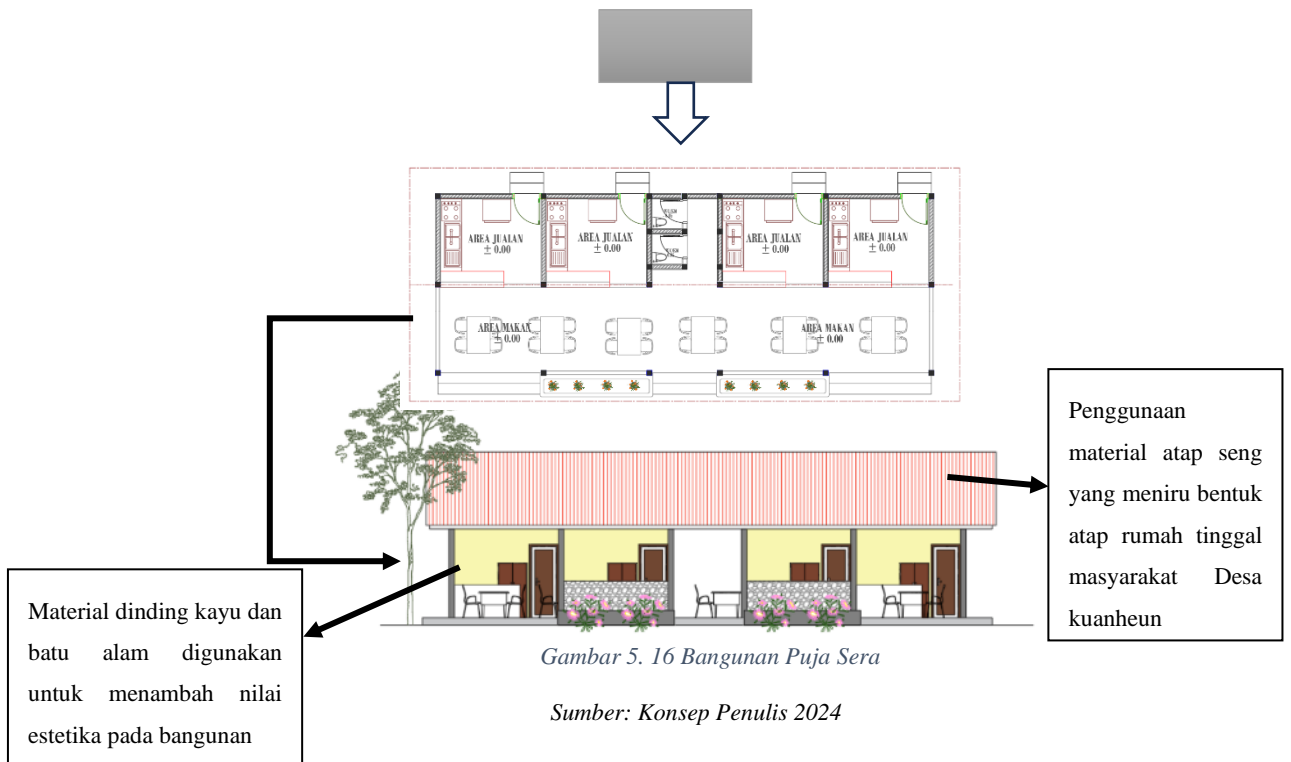 AREA JUALAN
± 0.00
AREA JUALAN
± 0.00
AREA JUALAN
± 0.00
AREA JUALAN
± 0.00
AREA MAKAN
± 0.00
AREA MAKAN
± 0.00
Penggunaan
material atap seng
yang meniru bentuk
atap rumah tinggal
masyarakat Desa
kuanheun
Material dinding kayu dan
batu alam digunakan
untuk menambah nilai
estetika pada bangunan
Gambar 5. 16 Bangunan Puja Sera
Sumber: Konsep Penulis 2024